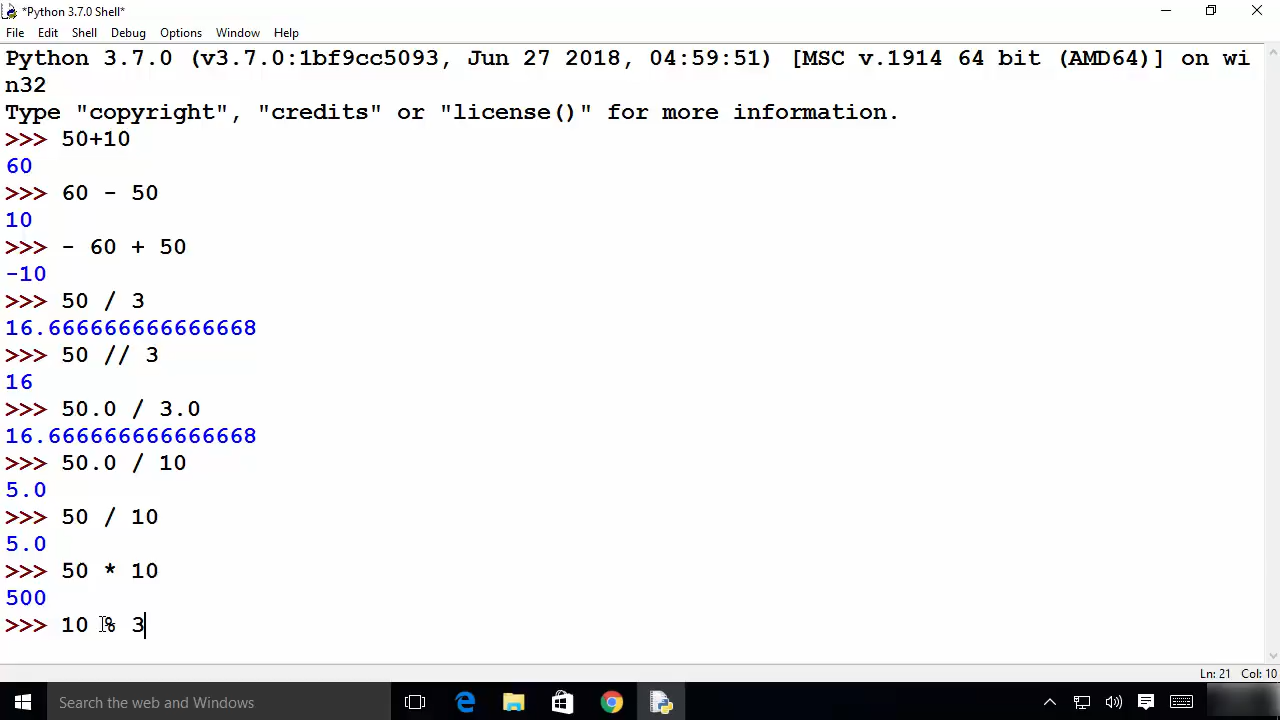 *Python 3.7.0 Shell*
File Edit Shell Debug Options Window Help
Python 3.7.0 (v3.7.0:1bf9cc5093, Jun 27 2018, 04:59:51) [MSC v.1914 64 bit (AMD64)] on wi
n32
Type "copyright", "credits" or "license()" for more information.
>>> 50+10
60
>>> 60 - 50
10
>>> - 60 + 50
-10
>>> 50 / 3
16.666666666666668
>>> 50 // 3
16
>>> 50.0 / 3.0
16.666666666666668
>>> 50.0 / 10
5.0
>>> 50 / 10
5.0
>>> 50 * 10
500
>>> 10 % 3
Ln: 21 Col: 10
Search the web and Windows